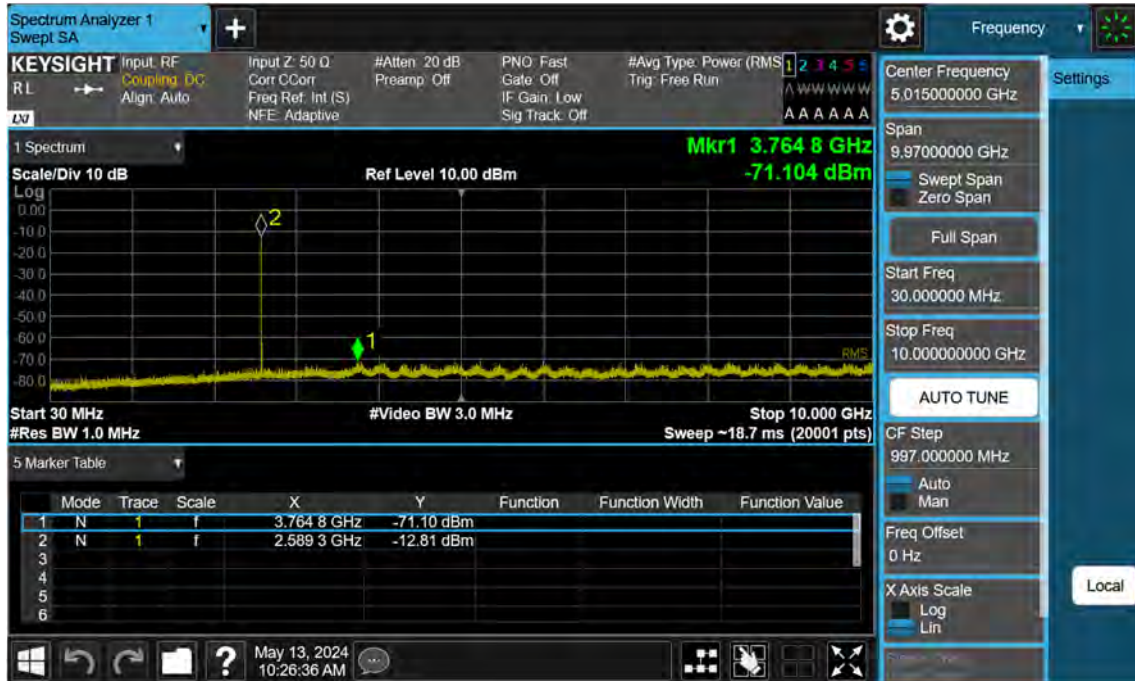 Spectrum Analyzer 1
Swept SA
+
Frequency
KEYSIGHT Input: RF Input Z: 50 Ω #Atten: 20 dB PNO: Fast #Avg Type: Power (RMS 1 2 3 4 5 6
R L Coupling: DC Corr CCorr Preamp: Off Gate: Off Trig: Free Run
Align: Auto Freq Ref: Int (S) IF Gain: Low
LXI NFE: Adaptive Sig Track: Off
A W W W W W
A A A A A A
1 Spectrum
Mkr1 3.764 8 GHz
Scale/Div 10 dB Ref Level 10.00 dBm -71.104 dBm
Log
0.00
-10.0
-20.0
-30.0
-40.0
-50.0
-60.0
-70.0
-80.0
2
1
RMS
Start 30 MHz #Video BW 3.0 MHz Stop 10.000 GHz
#Res BW 1.0 MHz Sweep ~18.7 ms (20001 pts)
5 Marker Table
Mode Trace Scale X Y Function Function Width Function Value
1 N 1 f 3.764 8 GHz -71.10 dBm
2 N 1 f 2.589 3 GHz -12.81 dBm
3
4
5
6
May 13, 2024
10:26:36 AM
?
Center Frequency
5.015000000 GHz
Settings
Span
9.97000000 GHz
Swept Span
Zero Span
Full Span
Start Freq
30.000000 MHz
Stop Freq
10.000000000 GHz
AUTO TUNE
CF Step
997.000000 MHz
Auto
Man
Freq Offset
0 Hz
X Axis Scale
Log
Lin
Local